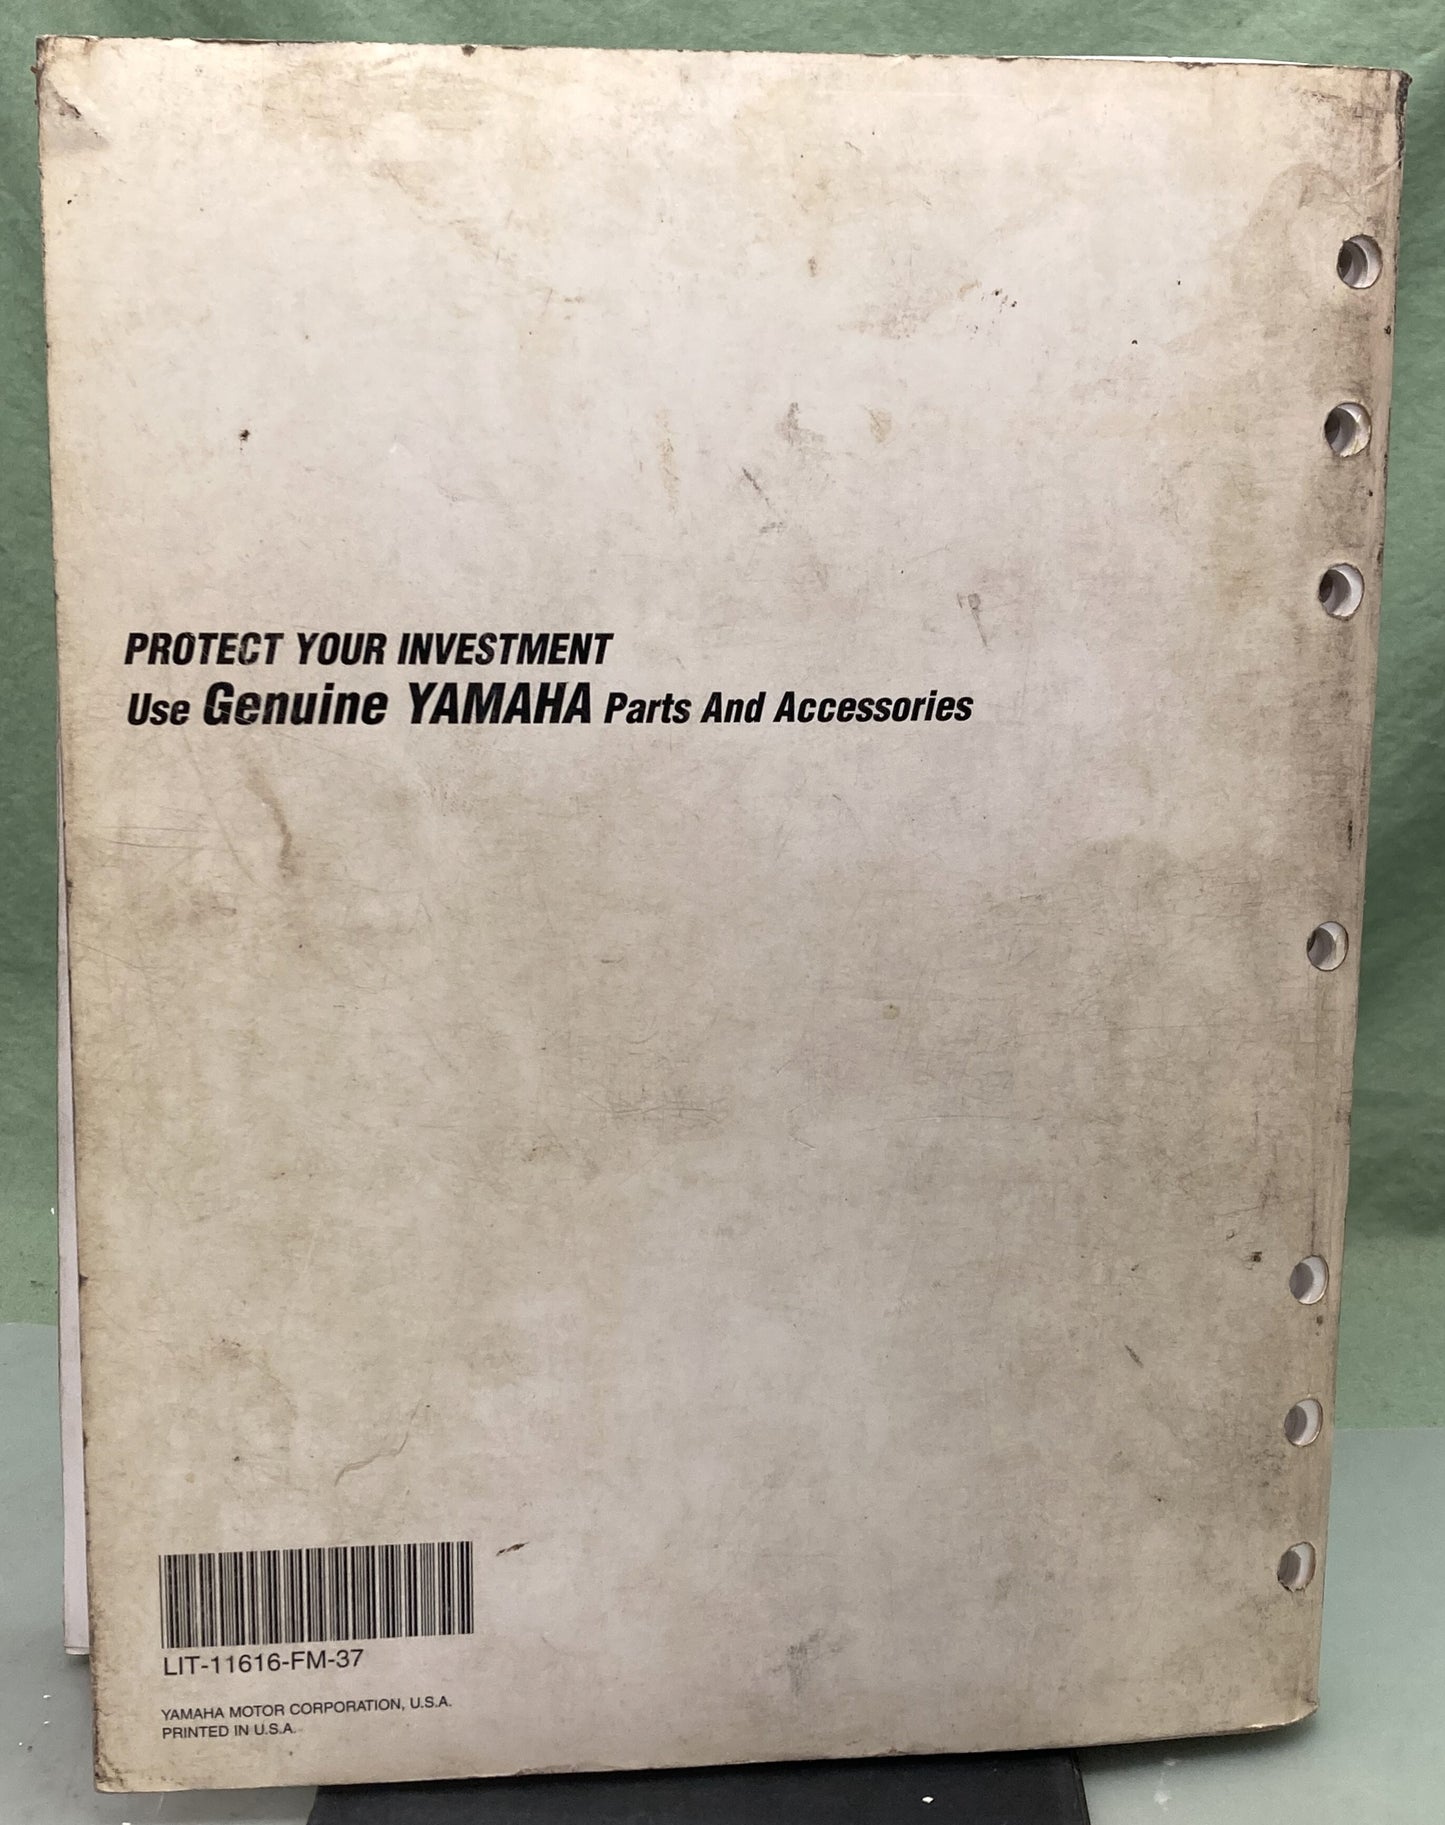 PROTECT YOUR INVESTMENT
Use Genuine YAMAHA Parts And Accessories
LIT-11616-FM-37
YAMAHA MOTOR CORPORATION, U.S.A.
PRINTED IN U.S.A.